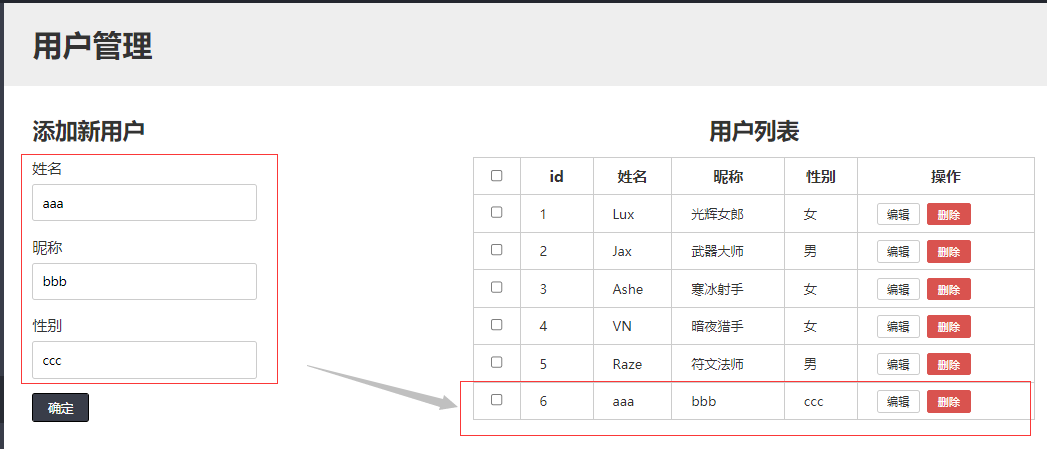 用户管理
添加新用户
姓名
aaa
昵称
bbb
性别
ccc
确定
用户列表
id 姓名 昵称 性别 操作
1 Lux 光辉女郎 女 编辑 删除
2 Jax 武器大师 男 编辑 删除
3 Ashe 寒冰射手 女 编辑 删除
4 VN 暗夜猎手 女 编辑 删除
5 Raze 符文法师 男 编辑 删除
6 aaa bbb ccc 编辑 删除